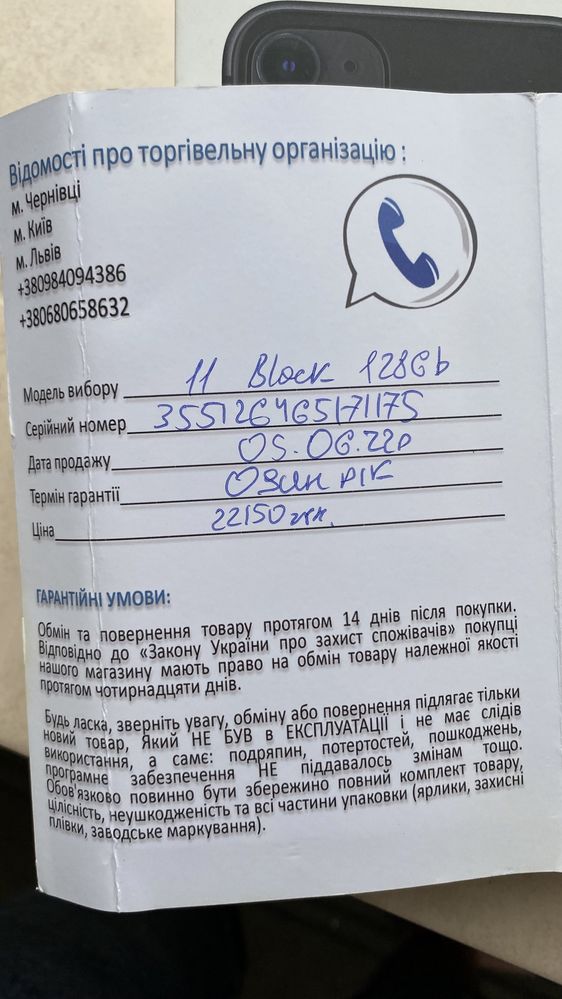 Відомості про торгівельну організацію :
м. Чернівці
м. Київ
м. Львів
+380984094386
+380680658632
Модель вибору 11 Black 128Gb
Серійний номер 355126465171175
Дата продажу 05.06.22р
Термін гарантії Один рік
Ціна 22150 грн.
ГАРАНТІЙНІ УМОВИ:
Обмін та повернення товару протягом 14 днів після покупки.
Відповідно до «Закону України про захист споживачів» покупці
нашого магазину мають право на обмін товару належної якості
протягом чотирнадцяти днів.
Будь ласка, зверніть увагу, обміну або повернення підлягає тільки
новий товар, Який НЕ БУВ в ЕКСПЛУАТАЦІЇ і не має слідів
використання, а саме: подряпин, потертостей, пошкоджень,
програмне забезпечення НЕ піддавалось змінам тощо.
Обов'язково повинно бути збережино повний комплект товару,
цілісність, неушкодженість та всі частини упаковки (ярлики, захисні
плівки, заводське маркування).